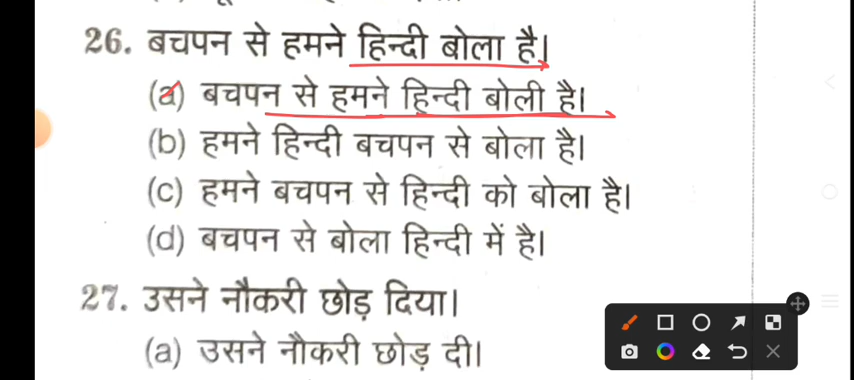 26. बचपन से हमने हिन्दी बोला है।
(a) बचपन से हमने हिन्दी बोली है।
(b) हमने हिन्दी बचपन से बोला है।
(c) हमने बचपन से हिन्दी को बोला है।
(d) बचपन से बोला हिन्दी में है।
27. उसने नौकरी छोड़ दिया।
(a) उसने नौकरी छोड़ दी।